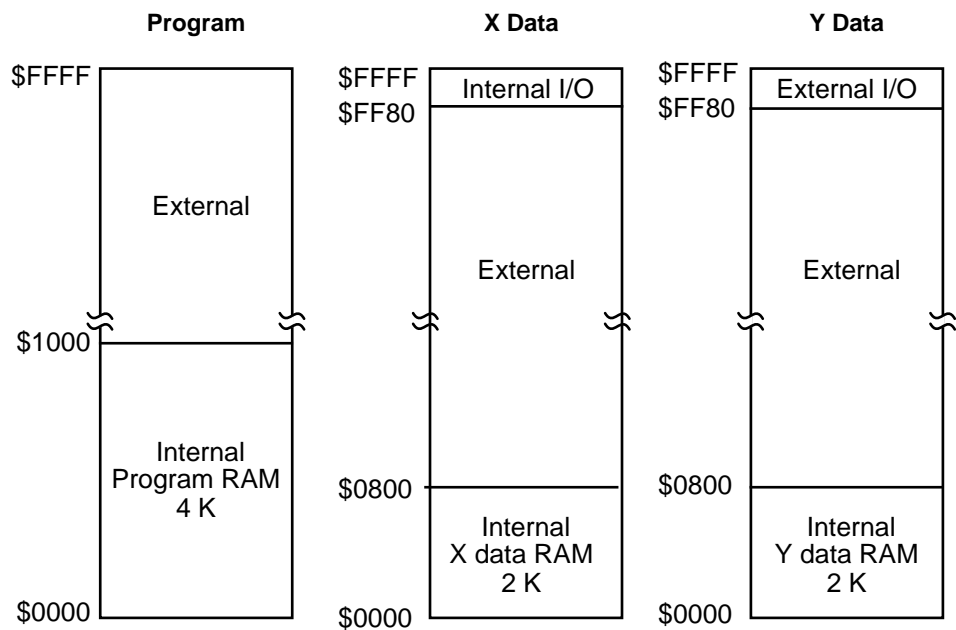 Program
$FFFF
External
$1000
Internal
Program RAM
4 K
$0000
X Data
$FFFF
Internal I/O
$FF80
External
$0800
Internal
X data RAM
2 K
$0000
Y Data
$FFFF
External I/O
$FF80
External
$0800
Internal
Y data RAM
2 K
$0000